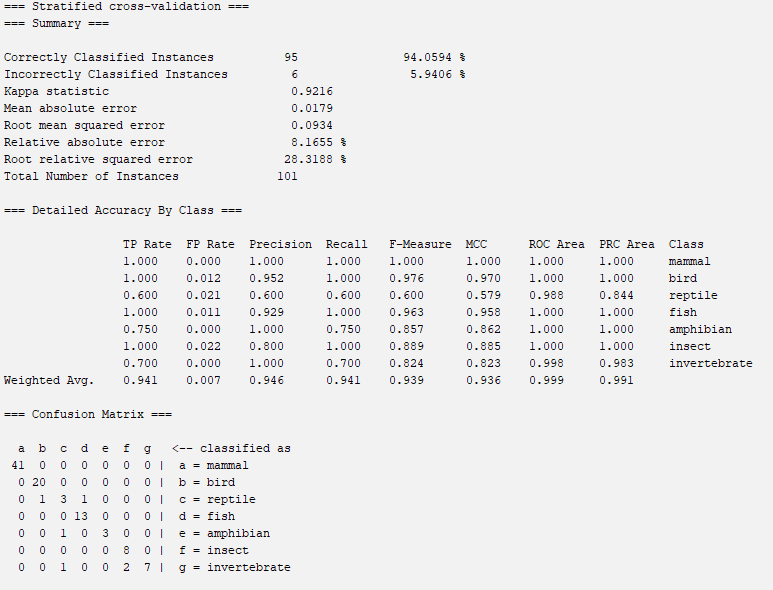 === Stratified cross-validation ===
=== Summary ===
Correctly Classified Instances          95               94.0594 %
Incorrectly Classified Instances         6                5.9406 %
Kappa statistic                          0.9216
Mean absolute error                      0.0179
Root mean squared error                  0.0934
Relative absolute error                  8.1655 %
Root relative squared error             28.3188 %
Total Number of Instances              101
=== Detailed Accuracy By Class ===
                 TP Rate  FP Rate  Precision  Recall   F-Measure  MCC      ROC Area  PRC Area  Class
                 1.000    0.000    1.000      1.000    1.000      1.000    1.000     1.000     mammal
                 1.000    0.012    0.952      1.000    0.976      0.970    1.000     1.000     bird
                 0.600    0.021    0.600      0.600    0.600      0.579    0.988     0.844     reptile
                 1.000    0.011    0.929      1.000    0.963      0.958    1.000     1.000     fish
                 0.750    0.000    1.000      0.750    0.857      0.862    1.000     1.000     amphibian
                 1.000    0.022    0.800      1.000    0.889      0.885    1.000     1.000     insect
                 0.700    0.000    1.000      0.700    0.824      0.823    0.998     0.983     invertebrate
Weighted Avg.    0.941    0.007    0.946      0.941    0.939      0.936    0.999     0.991
=== Confusion Matrix ===
  a  b  c  d  e  f  g   <-- classified as
 41  0  0  0  0  0  0 |  a = mammal
  0 20  0  0  0  0  0 |  b = bird
  0  1  3  1  0  0  0 |  c = reptile
  0  0  0 13  0  0  0 |  d = fish
  0  0  1  0  3  0  0 |  e = amphibian
  0  0  0  0  0  8  0 |  f = insect
  0  0  1  0  0  2  7 |  g = invertebrate